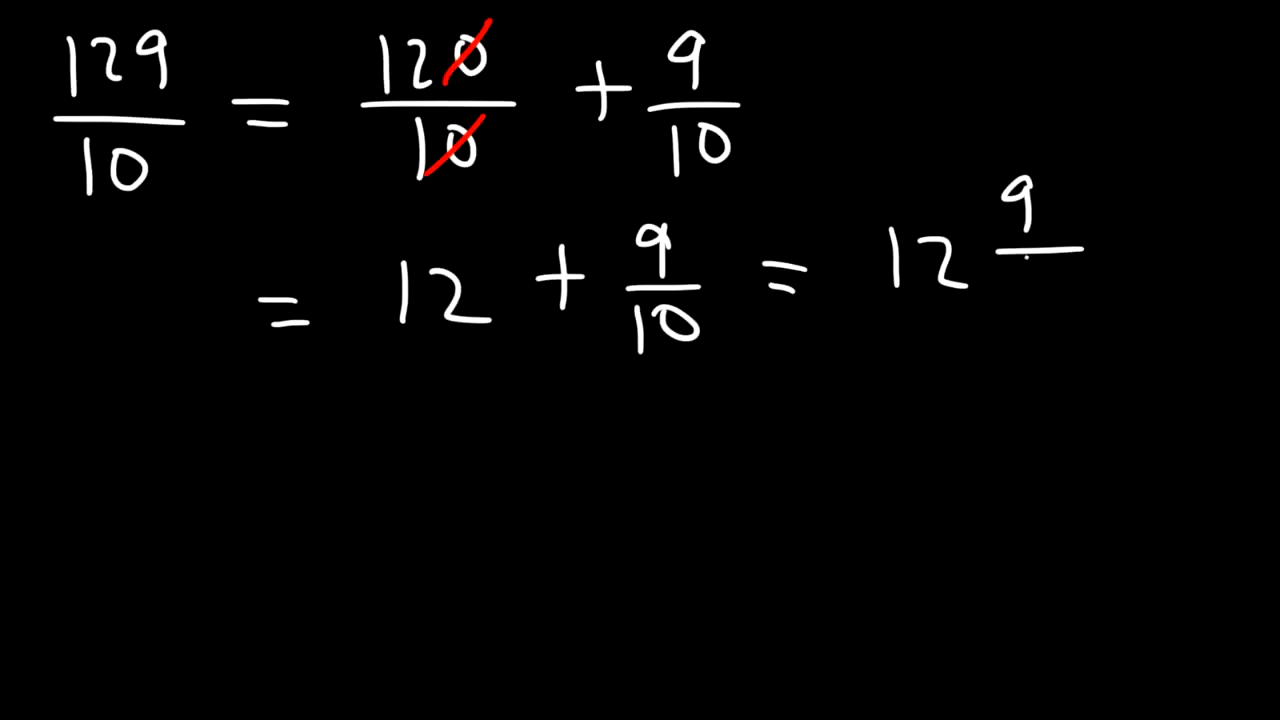 129/10 = 120/10 + 9/10
= 12 + 9/10 = 12 9/